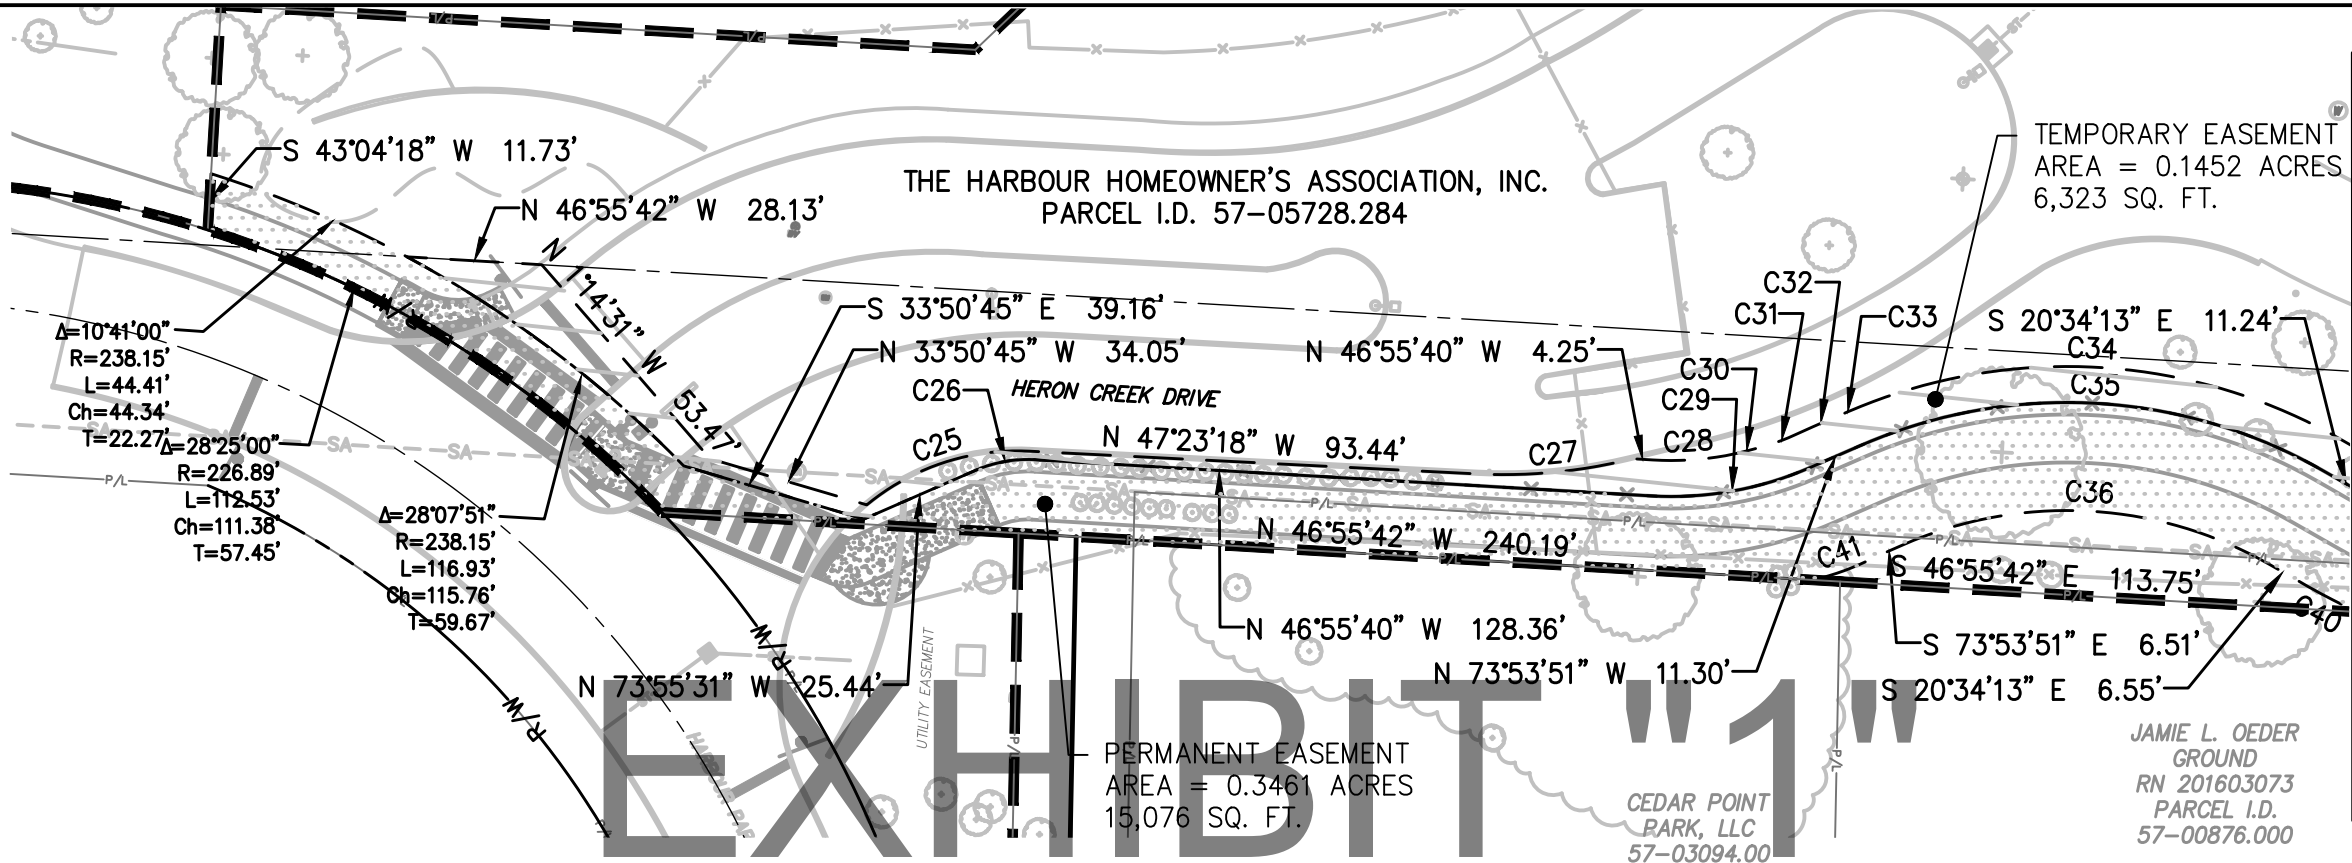 S 43°04'18" W 11.73'
N 46°55'42" W 28.13'
N 1°14'31" W 53.47'
THE HARBOUR HOMEOWNER'S ASSOCIATION, INC.
PARCEL I.D. 57-05728.284
TEMPORARY EASEMENT
AREA = 0.1452 ACRES
6,323 SQ. FT.
S 33°50'45" E 39.16'
N 33°50'45" W 34.05'
N 46°55'40" W 4.25'
C26
HERON CREEK DRIVE
C25
N 47°23'18" W 93.44'
C27
C28
C29
C30
C31
C32
C33
S 20°34'13" E 11.24'
C34
C35
C36
Δ=10°41'00"
R=238.15'
L=44.41'
Ch=44.34'
T=22.27'
Δ=28°25'00"
R=226.89'
L=112.53'
Ch=111.38'
T=57.45'
Δ=28°07'51"
R=238.15'
L=116.93'
Ch=115.76'
T=59.67'
N 46°55'42" W 240.19'
C41
S 46°55'42" E 113.75'
C40
N 46°55'40" W 128.36'
S 73°53'51" E 6.51'
N 73°53'51" W 11.30'
S 20°34'13" E 6.55'
N 73°55'31" W 25.44'
R/W
R/W
P/L
P/L
P/L
P/L
P/L
P/L
P/L
P/L
P/L
SA
SA
SA
SA
SA
SA
SA
UTILITY EASEMENT
PERMANENT EASEMENT
AREA = 0.3461 ACRES
15,076 SQ. FT.
EXHIBIT "1"
CEDAR POINT
PARK, LLC
57-03094.00
JAMIE L. OEDER
GROUND
RN 201603073
PARCEL I.D.
57-00876.000